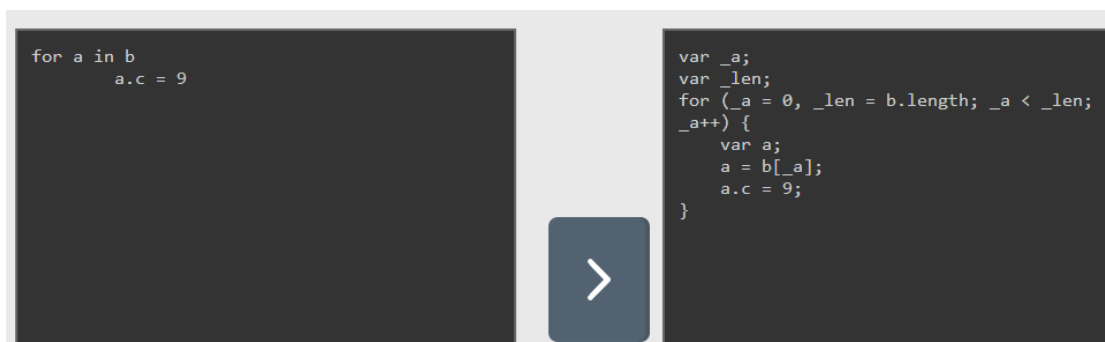 for a in b
        a.c = 9
var _a;
var _len;
for (_a = 0, _len = b.length; _a < _len;
_a++) {
    var a;
    a = b[_a];
    a.c = 9;
}